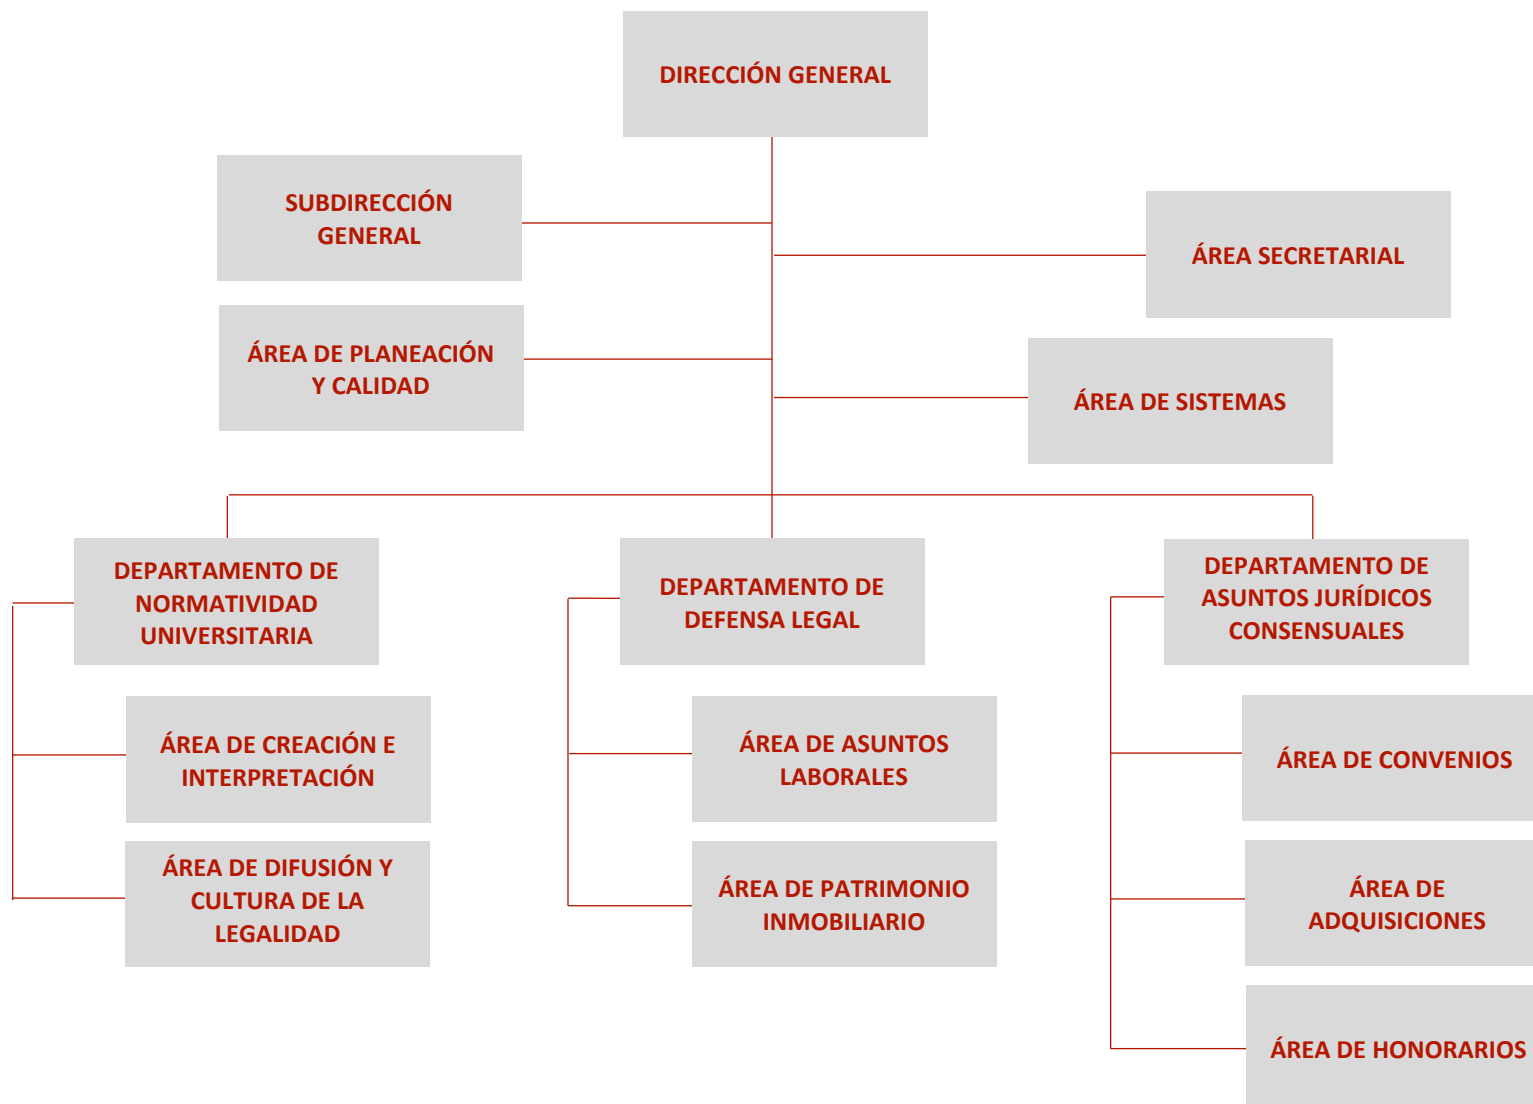 DIRECCIÓN GENERAL
SUBDIRECCIÓN
GENERAL
ÁREA SECRETARIAL
ÁREA DE PLANEACIÓN
Y CALIDAD
ÁREA DE SISTEMAS
DEPARTAMENTO DE
NORMATIVIDAD
UNIVERSITARIA
DEPARTAMENTO DE
DEFENSA LEGAL
DEPARTAMENTO DE
ASUNTOS JURÍDICOS
CONSENSUALES
ÁREA DE CREACIÓN E
INTERPRETACIÓN
ÁREA DE ASUNTOS
LABORALES
ÁREA DE CONVENIOS
ÁREA DE DIFUSIÓN Y
CULTURA DE LA
LEGALIDAD
ÁREA DE PATRIMONIO
INMOBILIARIO
ÁREA DE
ADQUISICIONES
ÁREA DE HONORARIOS